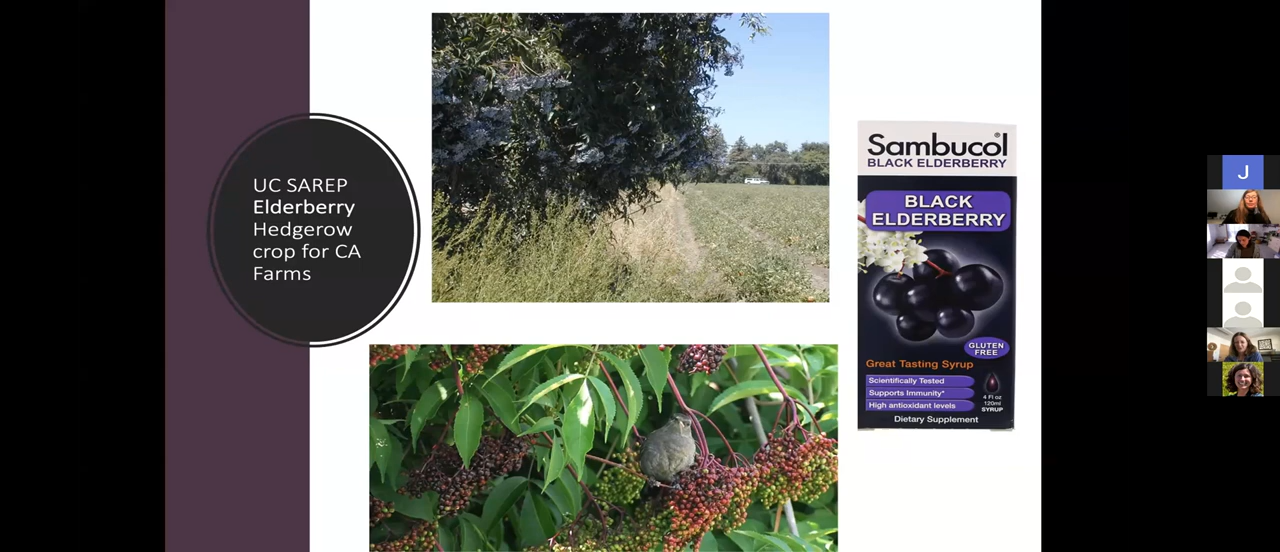 UC SAREP
Elderberry
Hedgerow
crop for CA
Farms
Sambucol®
BLACK ELDERBERRY
BLACK
ELDERBERRY
GLUTEN
FREE
Great Tasting Syrup
Scientifically Tested
Supports Immunity*
High antioxidant levels
4 Fl oz
120ml
SYRUP
Dietary Supplement
J